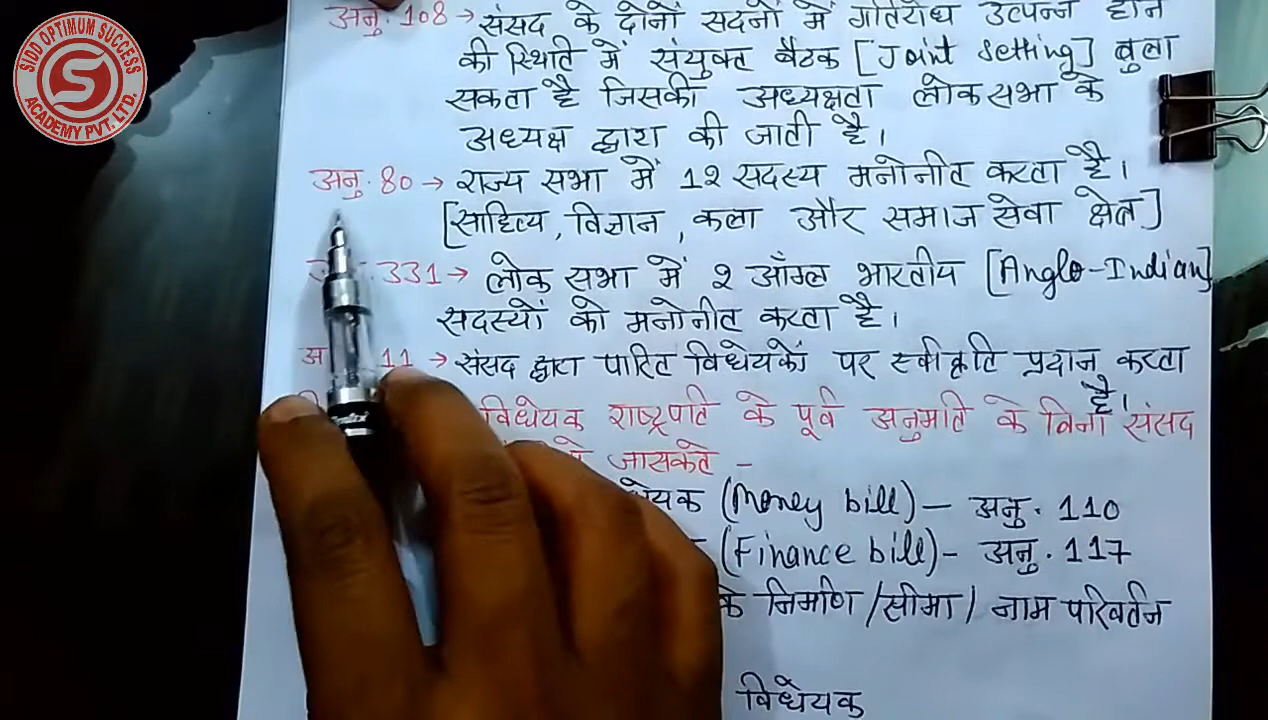 SIDD OPTIMUM SUCCESS
ACADEMY PVT. LTD.
अनु. 108 → संसद के दोनों सदनों में गतिरोध उत्पन्न होने
की स्थिति में संयुक्त बैठक [Joint Setting] बुला
सकता है जिसकी अध्यक्षता लोक सभा के
अध्यक्ष द्वारा की जाती है।
अनु. 80 → राज्य सभा में 12 सदस्य मनोनीत करता है।
[साहित्य, विज्ञान, कला और समाज सेवा क्षेत्र]
331 → लोक सभा में 2 आँग्ल भारतीय [Anglo-Indian]
सदस्यों को मनोनीत करता है।
11 → संसद द्वारा पारित विधेयकों पर स्वीकृति प्रदान करता
है।
विधेयक राष्ट्रपति के पूर्व अनुमति के बिना संसद
जासकते -
(Money bill) – अनु. 110
(Finance bill) - अनु. 117
के निर्माण / सीमा / नाम परिवर्तन
विधेयक